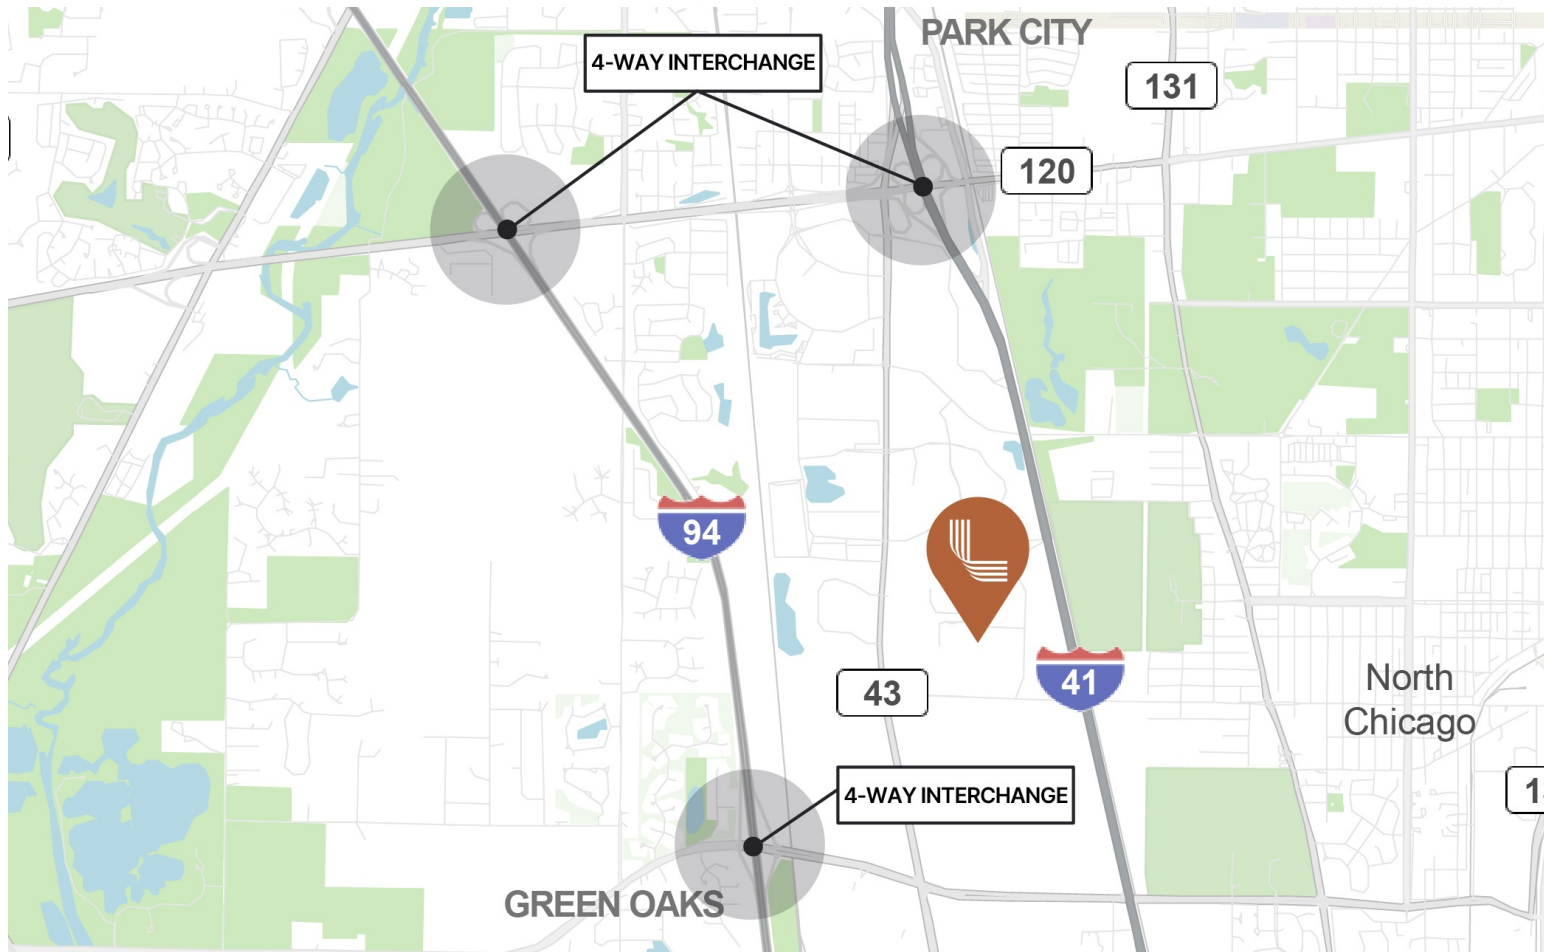 PARK CITY
4-WAY INTERCHANGE
131
120
94
43
41
North
Chicago
4-WAY INTERCHANGE
GREEN OAKS